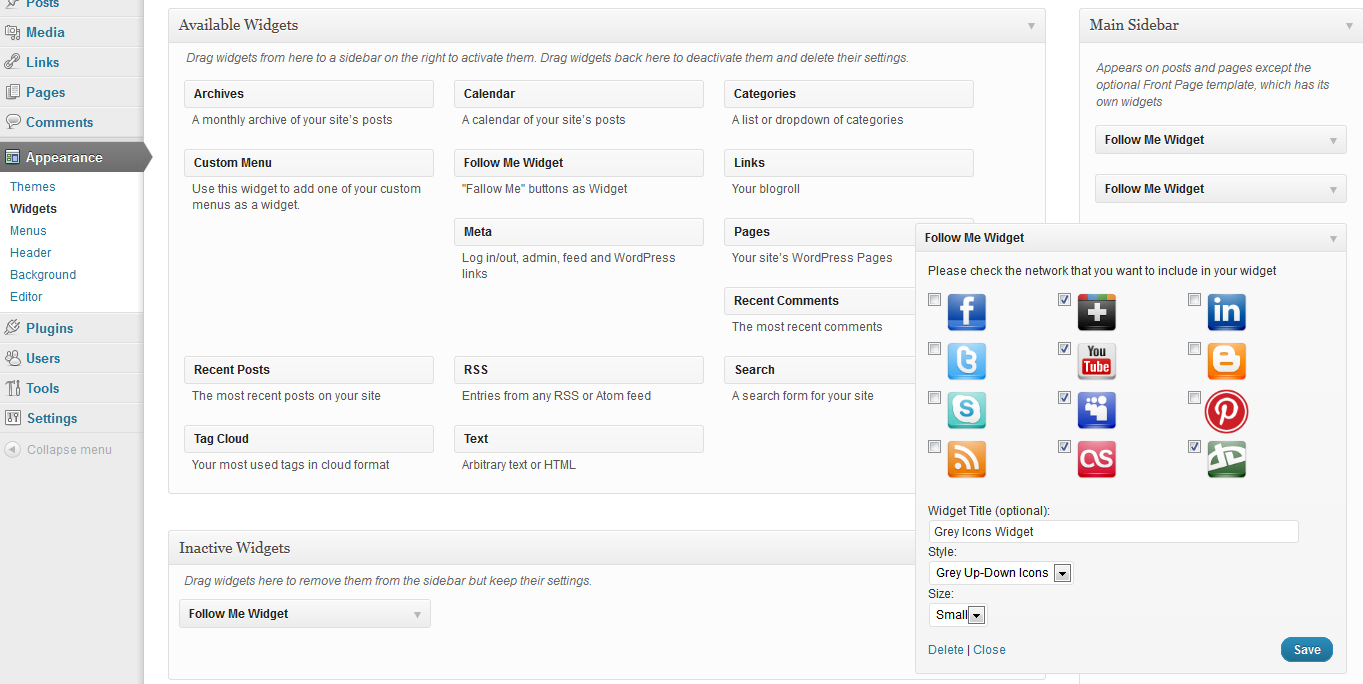 Posts
Media
Links
Pages
Comments
Appearance
Themes
Widgets
Menus
Header
Background
Editor
Plugins
Users
Tools
Settings
Collapse menu
Available Widgets
Drag widgets from here to a sidebar on the right to activate them. Drag widgets back here to deactivate them and delete their settings.
Archives
A monthly archive of your site's posts
Calendar
A calendar of your site's posts
Categories
A list or dropdown of categories
Custom Menu
Use this widget to add one of your custom
menus as a widget.
Follow Me Widget
"Fallow Me" buttons as Widget
Links
Your blogroll
Meta
Log in/out, admin, feed and WordPress
links
Pages
Your site's WordPress Pages
Recent Comments
The most recent comments
Recent Posts
The most recent posts on your site
RSS
Entries from any RSS or Atom feed
Search
A search form for your site
Tag Cloud
Your most used tags in cloud format
Text
Arbitrary text or HTML
Inactive Widgets
Drag widgets here to remove them from the sidebar but keep their settings.
Follow Me Widget
Main Sidebar
Appears on posts and pages except the
optional Front Page template, which has its
own widgets
Follow Me Widget
Follow Me Widget
Follow Me Widget
Please check the network that you want to include in your widget
f
in
You
Tube
Widget Title (optional):
Grey Icons Widget
Style:
Grey Up-Down Icons
Size:
Small
Delete | Close
Save